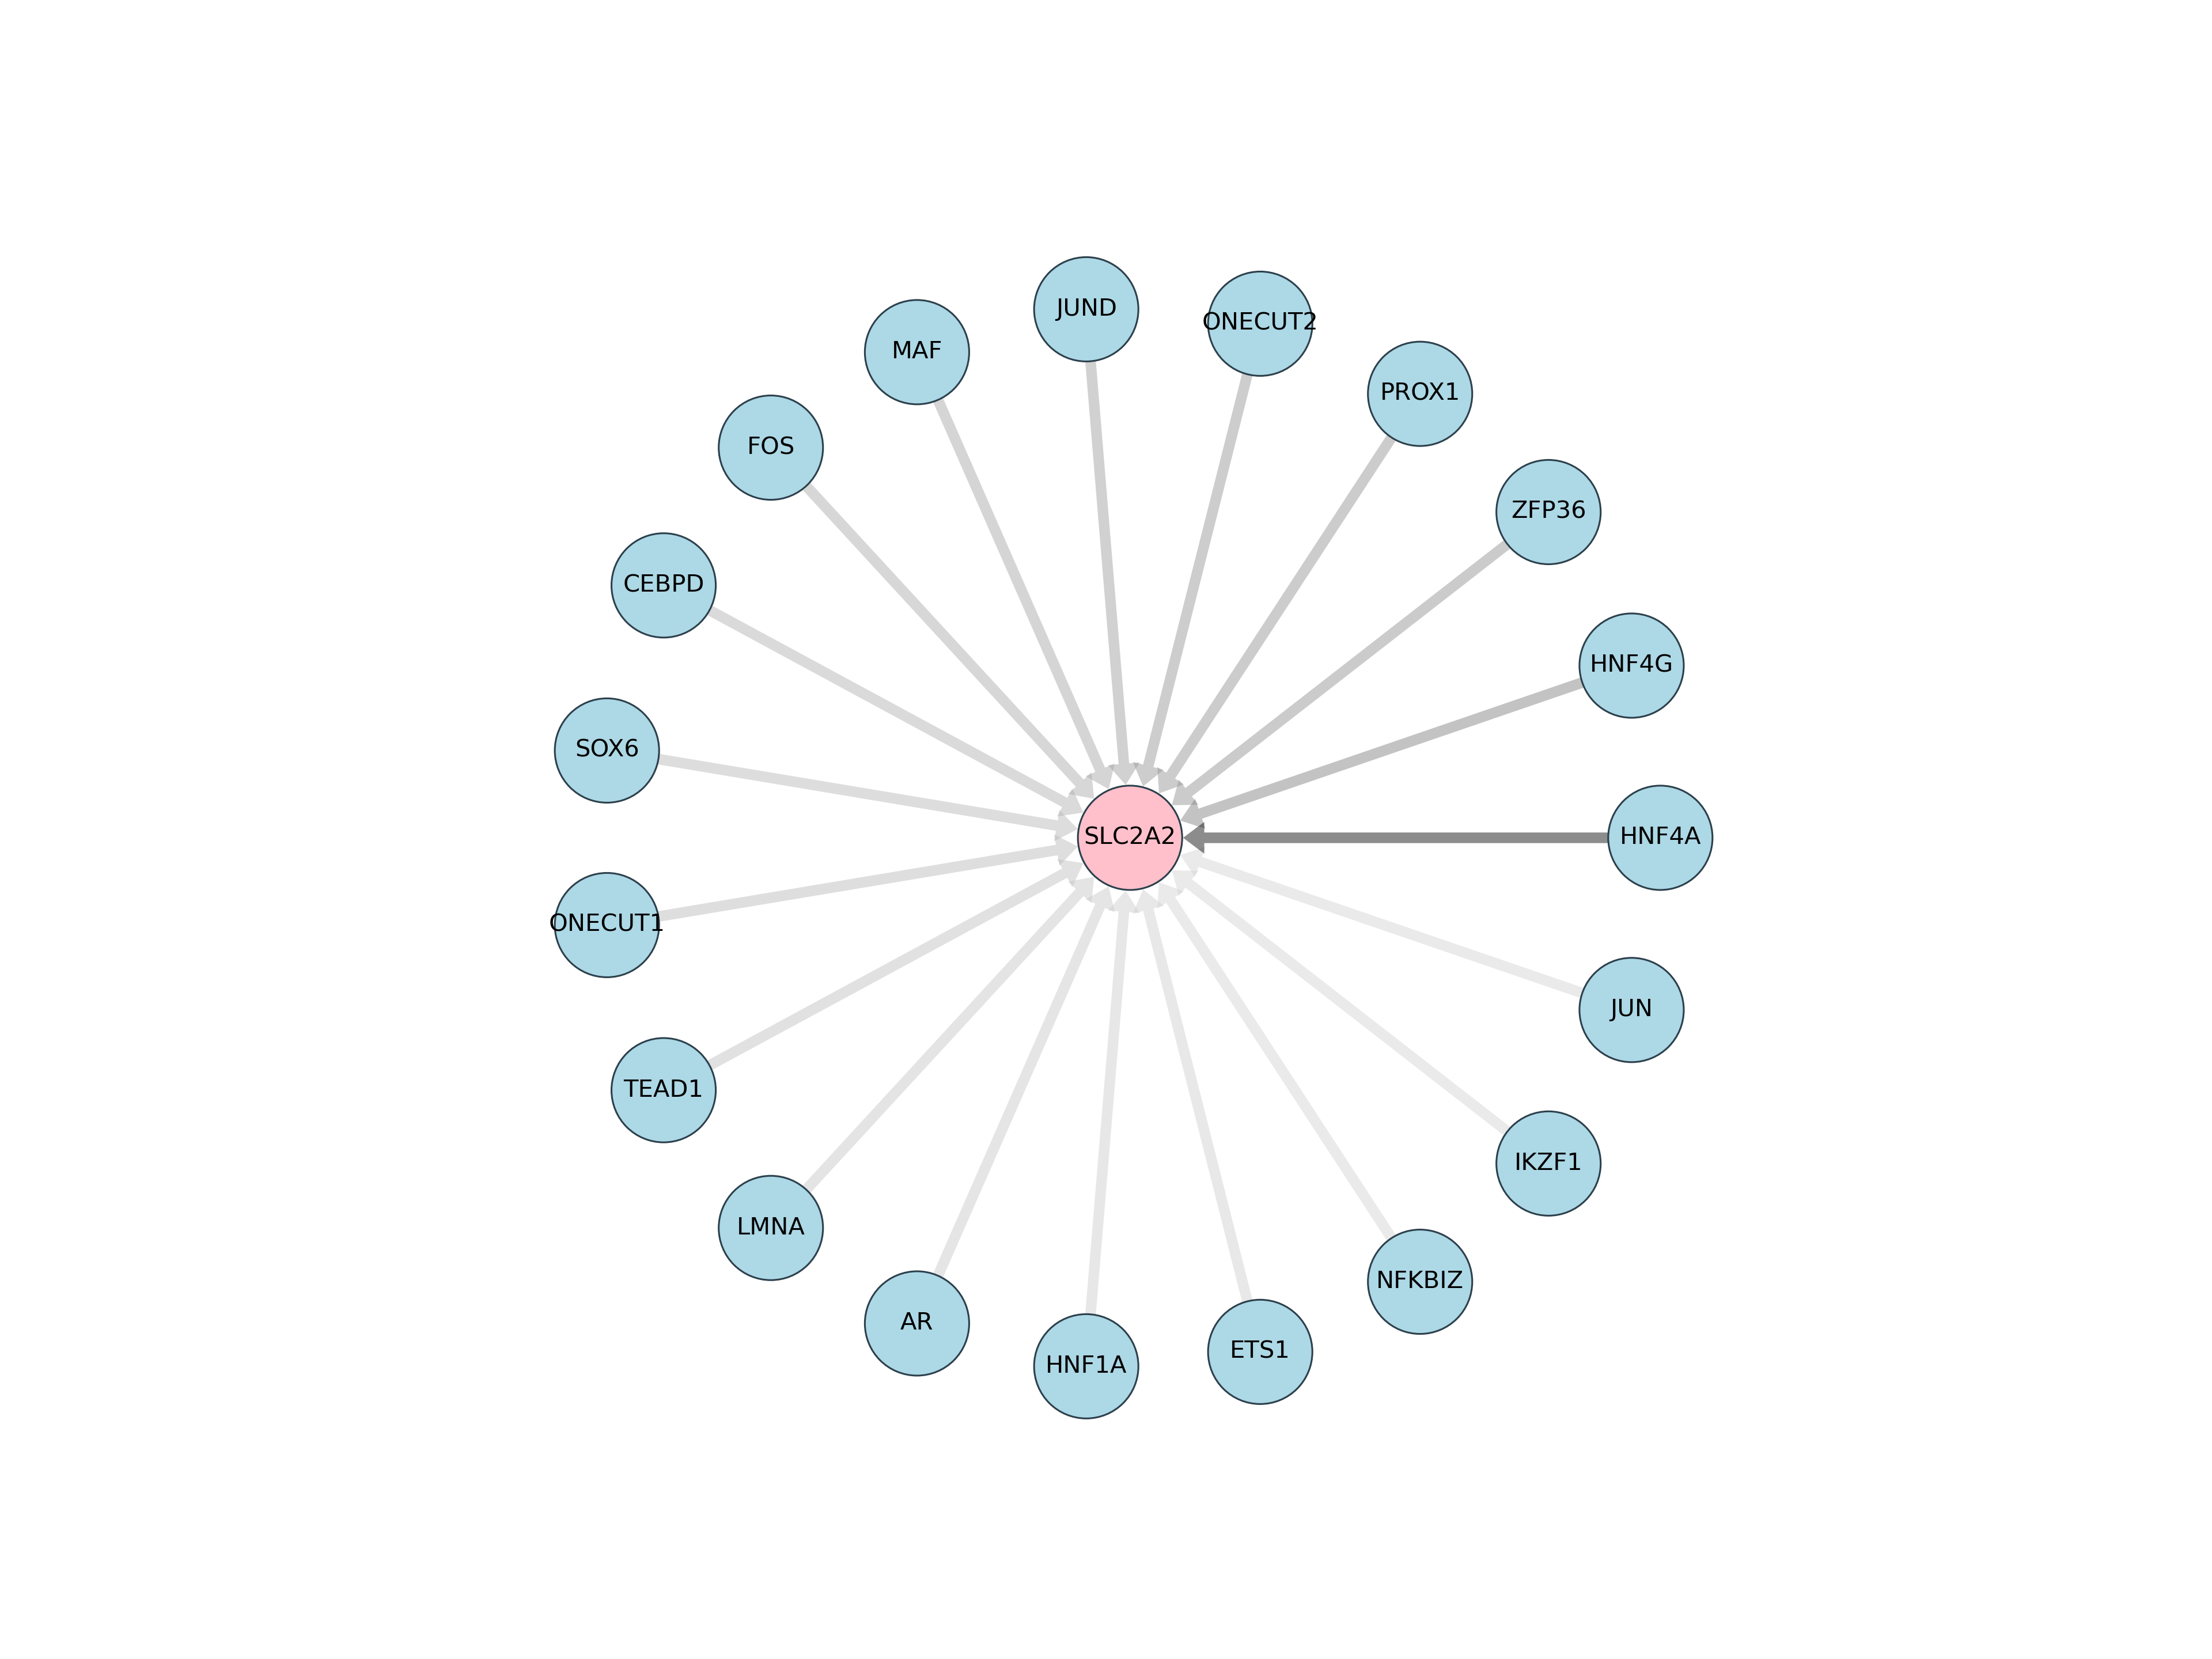 JUND
ONECUT2
MAF
PROX1
FOS
ZFP36
CEBPD
HNF4G
SOX6
SLC2A2
HNF4A
ONECUT1
JUN
TEAD1
IKZF1
LMNA
NFKBIZ
AR
ETS1
HNF1A